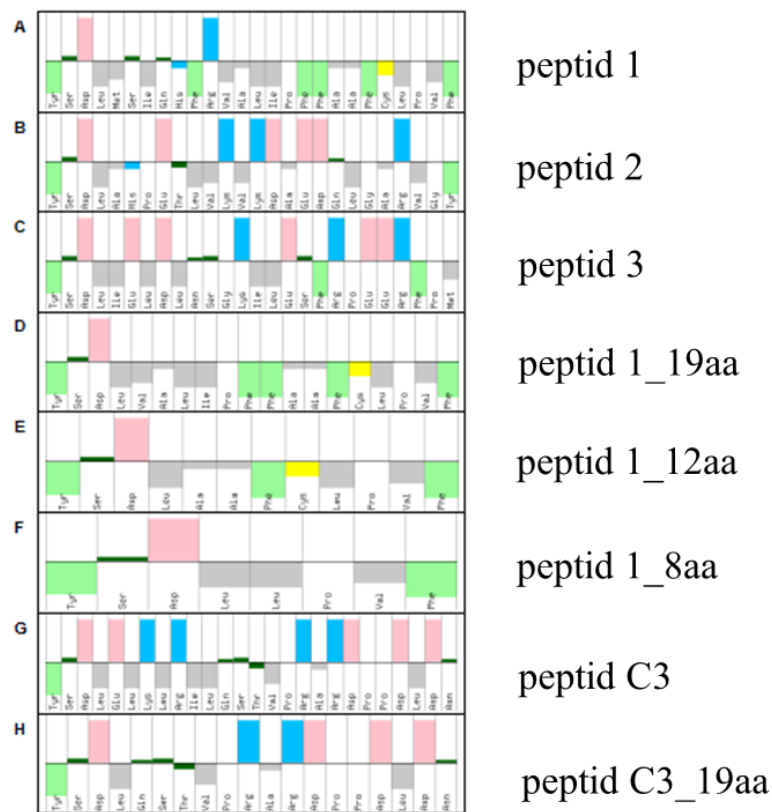 A
Tyr Ser Asp Leu Met Ser Ile Gln His Phe Arg Val Ala Leu Ile Pro Phe Phe Ala Ala Phe Cys Leu Pro Val Phe
peptid 1
B
Tyr Ser Asp Leu Ala His Pro Glu Thr Leu Val Lys Val Lys Asp Ala Glu Asp Gln Leu Gly Ala Arg Val Gly Tyr
peptid 2
C
Tyr Ser Asp Leu Ile Glu Leu Asp Leu Asn Ser Gly Lys Ile Leu Glu Ser Phe Arg Pro Glu Glu Arg Phe Pro Met
peptid 3
D
Tyr Ser Asp Leu Val Ala Leu Ile Pro Phe Phe Ala Ala Phe Cys Leu Pro Val Phe
peptid 1_19aa
E
Tyr Ser Asp Leu Ala Ala Phe Cys Leu Pro Val Phe
peptid 1_12aa
F
Tyr Ser Asp Leu Leu Pro Val Phe
peptid 1_8aa
G
Tyr Ser Asp Leu Glu Leu Lys Leu Arg Ile Leu Gln Ser Thr Val Pro Arg Ala Arg Asp Pro Pro Asp Leu Asp Asn
peptid C3
H
Tyr Ser Asp Leu Gln Ser Thr Val Pro Arg Ala Arg Asp Pro Pro Asp Leu Asp Asn
peptid C3_19aa